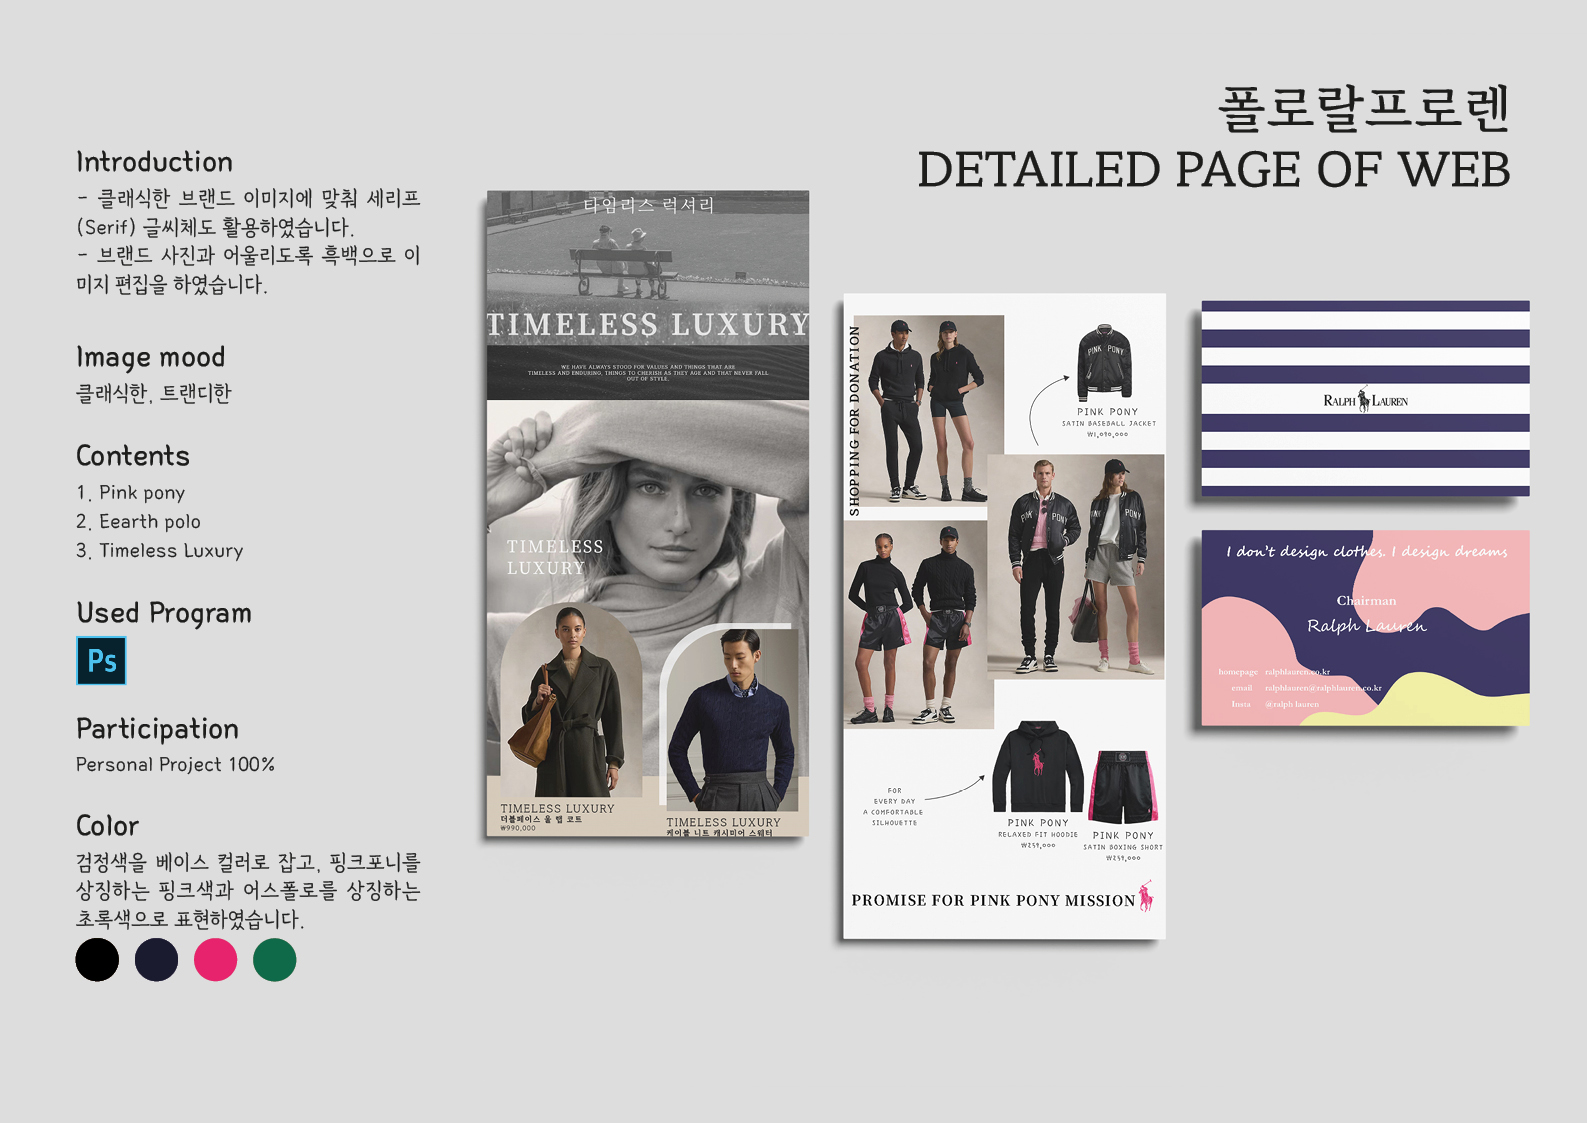 폴로랄프로렌
DETAILED PAGE OF WEB
Introduction
- 클래식한 브랜드 이미지에 맞춰 세리프
(Serif) 글씨체도 활용하였습니다.
- 브랜드 사진과 어울리도록 흑백으로 이
미지 편집을 하였습니다.
Image mood
클래식한, 트랜디한
Contents
1. Pink pony
2. Eearth polo
3. Timeless Luxury
Used Program
Ps
Participation
Personal Project 100%
Color
검정색을 베이스 컬러로 잡고, 핑크포니를
상징하는 핑크색과 어스폴로를 상징하는
초록색으로 표현하였습니다.
타임리스 럭셔리
TIMELESS LUXURY
WE HAVE ALWAYS STOOD FOR VALUES AND THINGS THAT ARE
TIMELESS AND ENDURING, THINGS TO CHERISH AS THEY AGE AND THAT NEVER FALL
OUT OF STYLE.
TIMELESS
LUXURY
TIMELESS LUXURY
더블페이스 울 랩 코트
₩990,000
TIMELESS LUXURY
케이블 니트 캐시미어 스웨터
SHOPPING FOR DONATION
PINK PONY
PINK PONY
SATIN BASEBALL JACKET
₩1,090,000
PINK PONY
PONY
FOR
EVERY DAY
A COMFORTABLE
SILHOUETTE
PINK PONY
RELAXED FIT HOODIE
₩259,000
PINK PONY
SATIN BOXING SHORT
₩259,000
PROMISE FOR PINK PONY MISSION
RALPH LAUREN
I don't design clothes. I design dreams
Chairman
Ralph Lauren
homepage ralphlauren.co.kr
email ralphlauren@ralphlauren.co.kr
Insta @ralph lauren